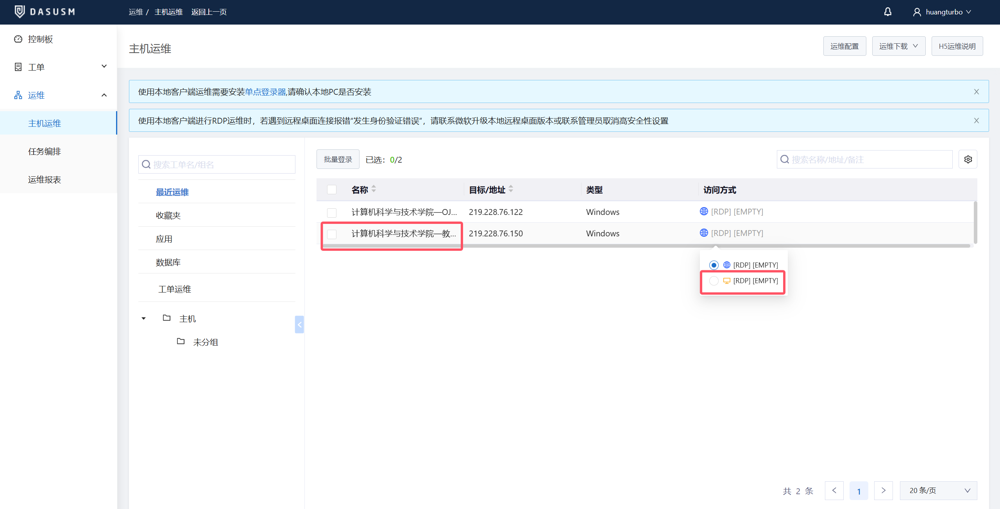 DASUSM
运维 / 主机运维 返回上一页
huangturbo
控制板
工单
运维
主机运维
任务编排
运维报表
主机运维
运维配置
运维下载
H5运维说明
使用本地客户端运维需要安装单点登录器,请确认本地PC是否安装
使用本地客户端进行RDP运维时，若遇到远程桌面连接报错“发生身份验证错误”，请联系微软升级本地远程桌面版本或联系管理员取消高安全性设置
搜索工单名/组名
最近运维
收藏夹
应用
数据库
工单运维
主机
未分组
批量登录 已选：0/2
搜索名称/地址/备注
名称 目标/地址 类型 访问方式
计算机科学与技术学院—OJ... 219.228.76.122 Windows [RDP] [EMPTY]
计算机科学与技术学院—教... 219.228.76.150 Windows [RDP] [EMPTY]
[RDP] [EMPTY]
[RDP] [EMPTY]
共 2 条 < 1 > 20 条/页